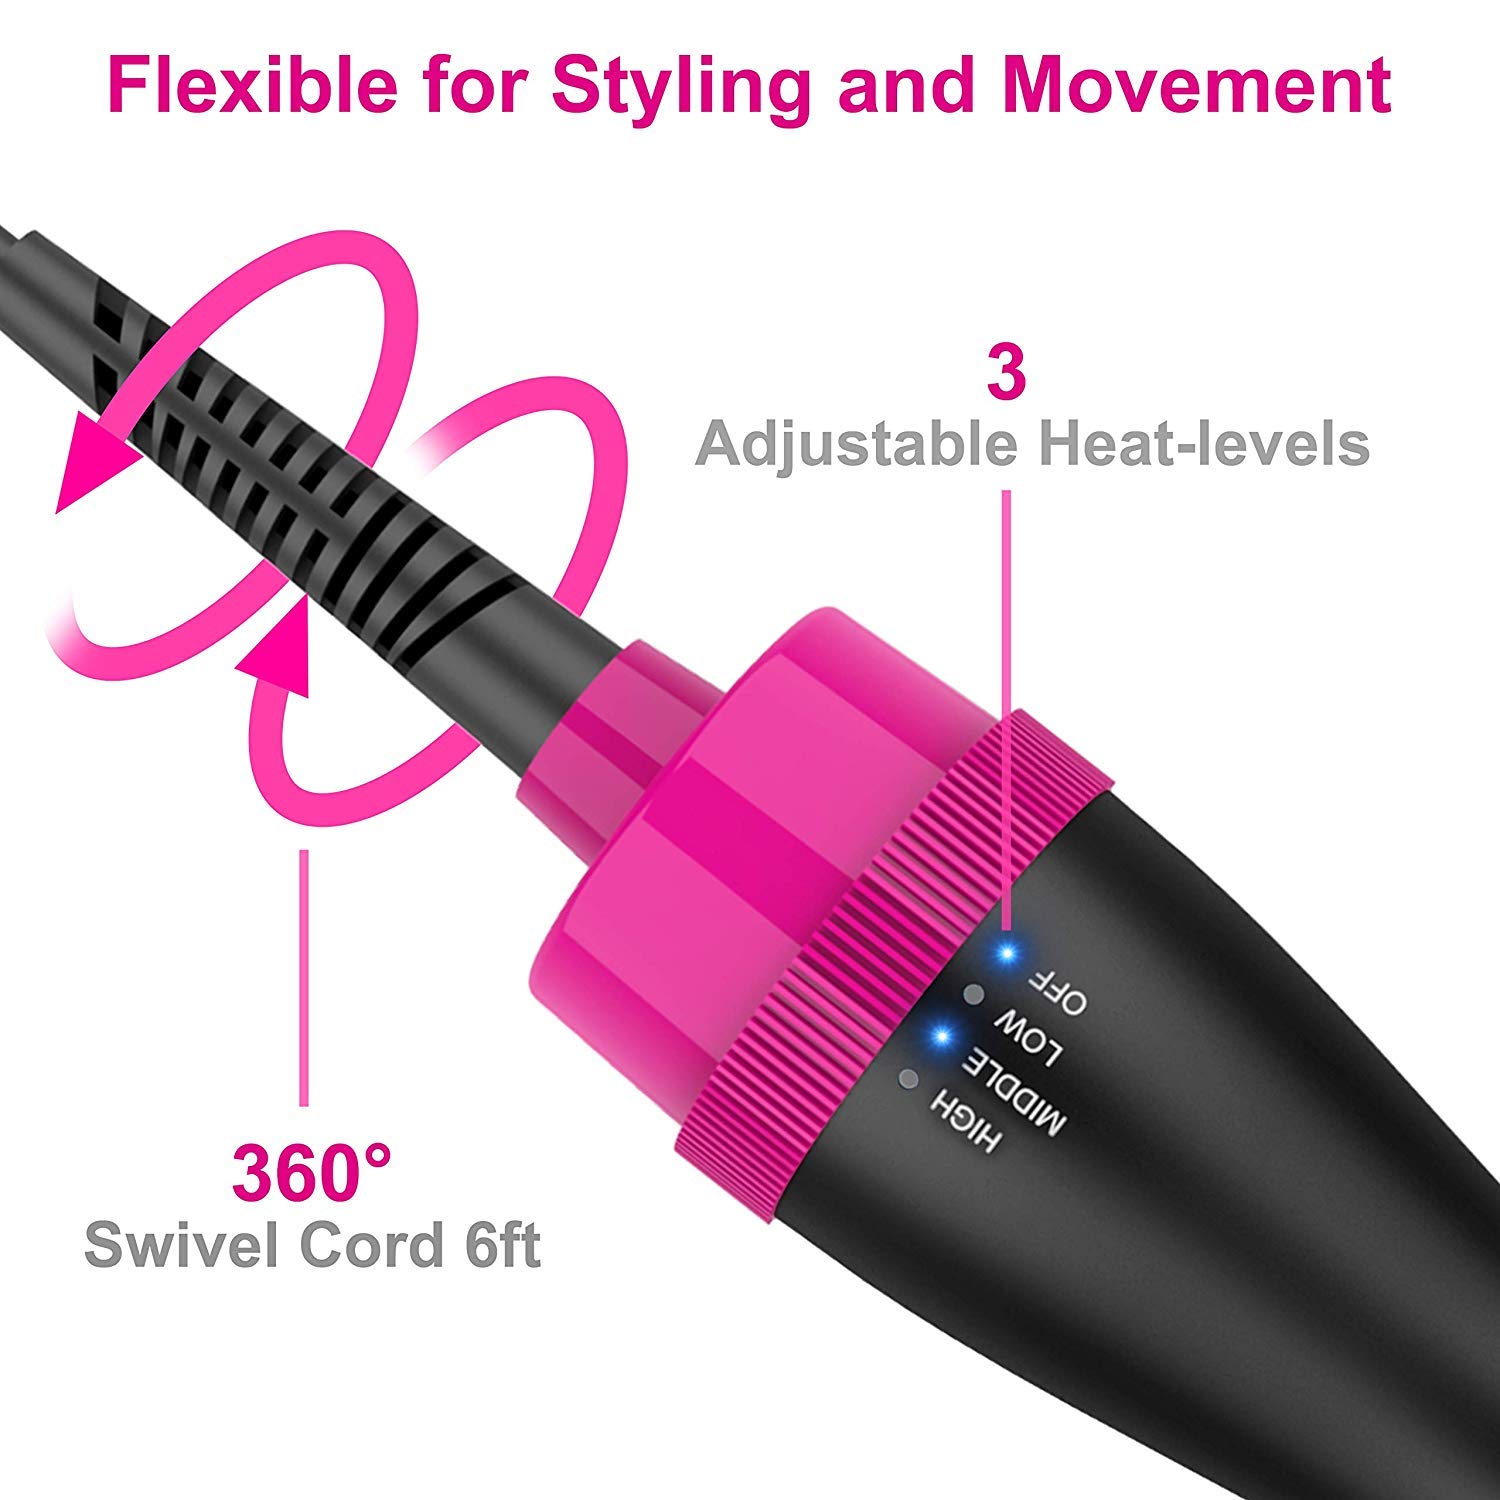 Flexible for Styling and Movement
3
Adjustable Heat-levels
OFF
LOW
MIDDLE
HIGH
360°
Swivel Cord 6ft